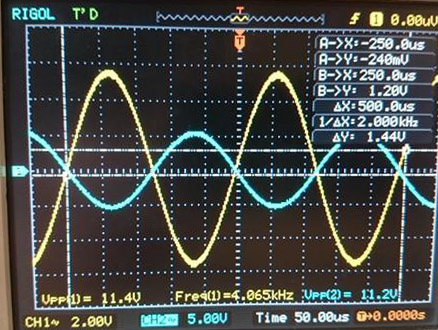 RIGOL T'D T 1 0.00uV
T
A->X:-250.0us
A->Y:-240mV
B->X:250.0us
B->Y: 1.20V
ΔX:500.0us
1/ΔX:2.000kHz
ΔY: 1.44V
Vpp(1)= 11.4V Freq(1)=4.065kHz Vpp(2)= 11.2V
CH1~ 2.00V CH2~ 5.00V Time 50.00us T→0.0000s